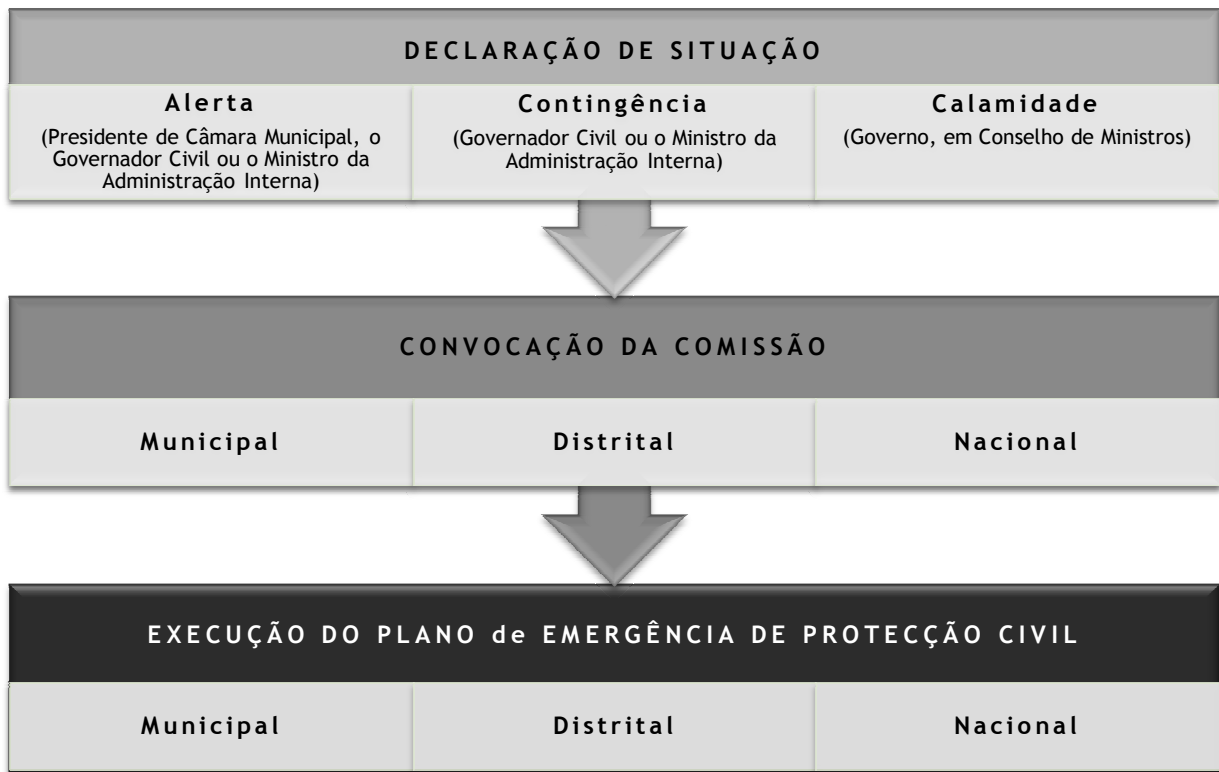 DECLARAÇÃO DE SITUAÇÃO
Alerta
(Presidente de Câmara Municipal, o
Governador Civil ou o Ministro da
Administração Interna)
Contingência
(Governador Civil ou o Ministro da
Administração Interna)
Calamidade
(Governo, em Conselho de Ministros)
CONVOCAÇÃO DA COMISSÃO
Municipal
Distrital
Nacional
EXECUÇÃO DO PLANO de EMERGÊNCIA DE PROTECÇÃO CIVIL
Municipal
Distrital
Nacional